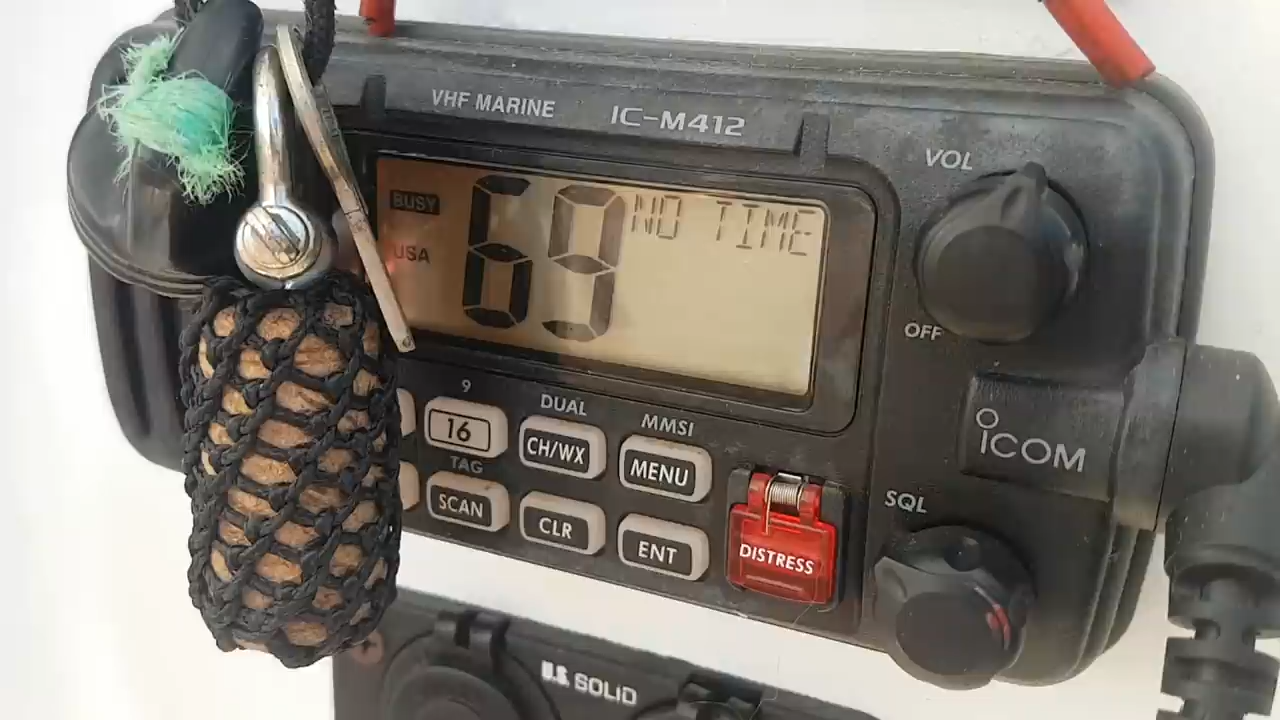 VHF MARINE IC-M412
VOL
BUSY
USA
69
NO TIME
OFF
9
16
DUAL
CH/WX
MMSI
MENU
ICOM
TAG
SCAN
CLR
ENT
DISTRESS
SQL
U.S. SOLID